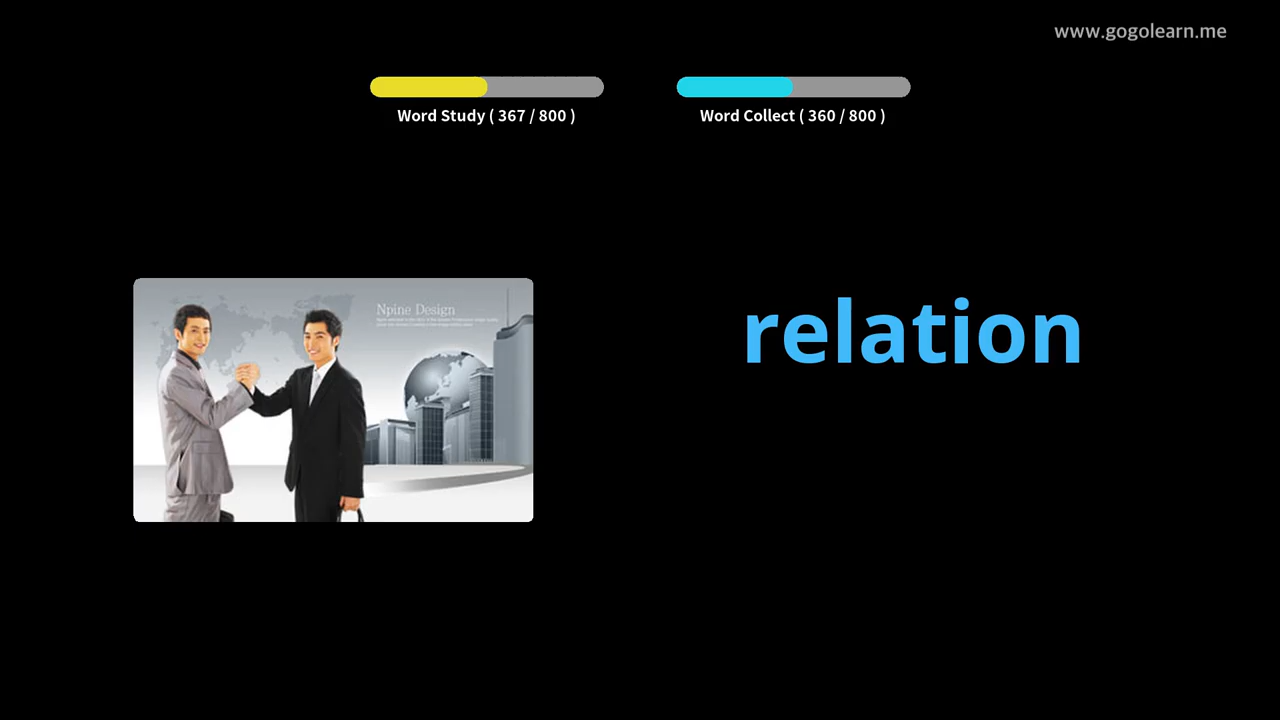 www.gogolearn.me
Word Study ( 367 / 800 )
Word Collect ( 360 / 800 )
Npine Design
relation